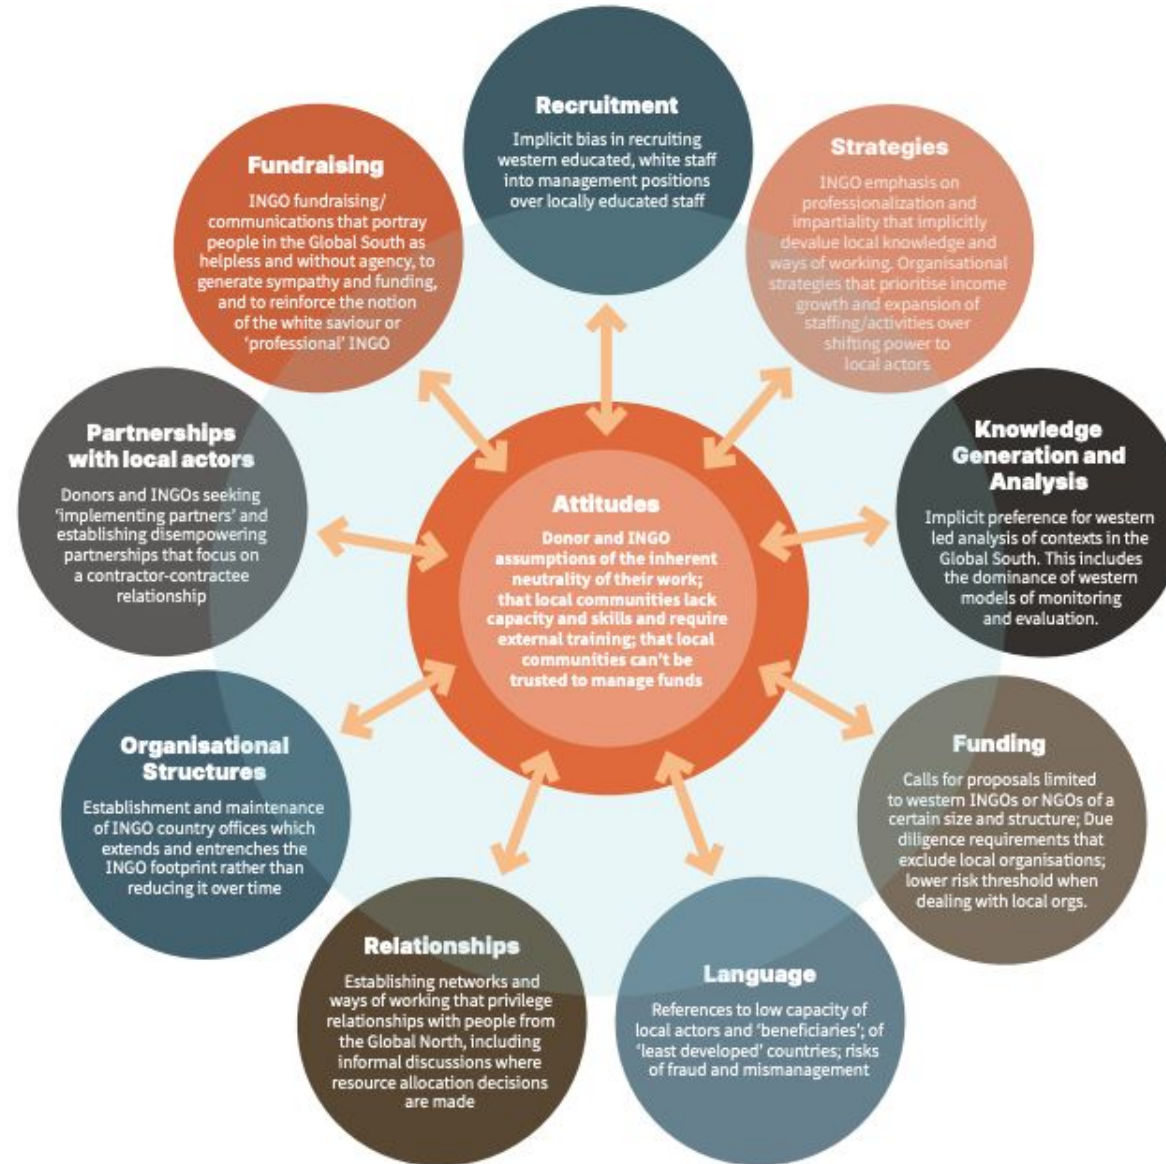 Recruitment
Implicit bias in recruiting
western educated, white staff
into management positions
over locally educated staff
Strategies
INGO emphasis on
professionalization and
impartiality that implicitly
devalue local knowledge and
ways of working. Organisational
strategies that prioritise income
growth and expansion of
staffing/activities over
shifting power to
local actors
Knowledge
Generation and
Analysis
Implicit preference for western
led analysis of contexts in the
Global South. This includes
the dominance of western
models of monitoring
and evaluation.
Funding
Calls for proposals limited
to western INGOs or NGOs of a
certain size and structure; Due
diligence requirements that
exclude local organisations;
lower risk threshold when
dealing with local orgs.
Language
References to low capacity of
local actors and ‘beneficiaries’; of
‘least developed’ countries; risks
of fraud and mismanagement
Relationships
Establishing networks and
ways of working that privilege
relationships with people from
the Global North, including
informal discussions where
resource allocation decisions
are made
Organisational
Structures
Establishment and maintenance
of INGO country offices which
extends and entrenches the
INGO footprint rather than
reducing it over time
Partnerships
with local actors
Donors and INGOs seeking
‘implementing partners’ and
establishing disempowering
partnerships that focus on
a contractor-contractee
relationship
Fundraising
INGO fundraising/
communications that portray
people in the Global South as
helpless and without agency, to
generate sympathy and funding,
and to reinforce the notion
of the white saviour or
‘professional’ INGO
Attitudes
Donor and INGO
assumptions of the inherent
neutrality of their work;
that local communities lack
capacity and skills and require
external training; that local
communities can’t be
trusted to manage funds